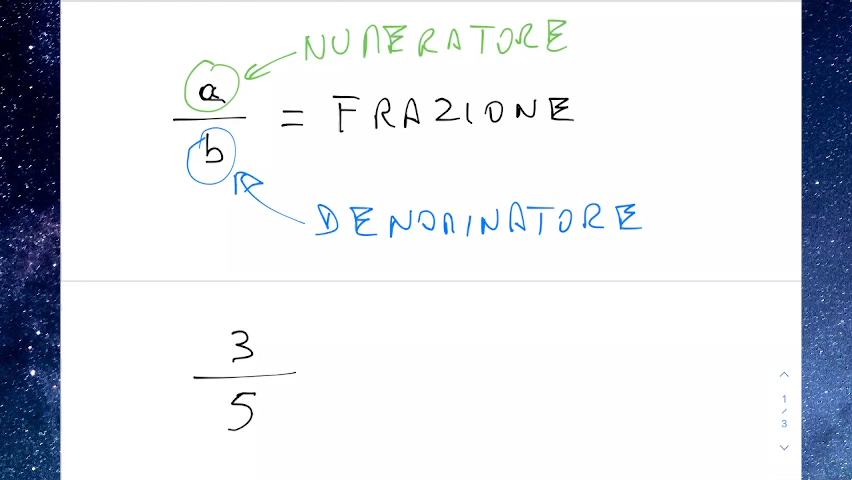 NUMERATORE
a
— = FRAZIONE
b
DENOMINATORE
3
—
5
1
/
3